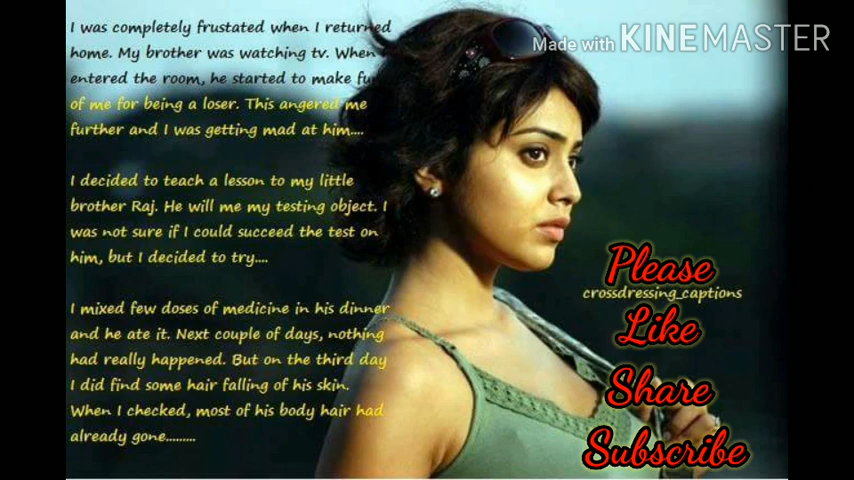 I was completely frustated when I returned
home. My brother was watching tv. When I
entered the room, he started to make fun
of me for being a loser. This angered me
further and I was getting mad at him....
I decided to teach a lesson to my little
brother Raj. He will me my testing object. I
was not sure if I could succeed the test on
him, but I decided to try....
I mixed few doses of medicine in his dinner
and he ate it. Next couple of days, nothing
had really happened. But on the third day
I did find some hair falling of his skin.
When I checked, most of his body hair had
already gone.........
Made with KINEMASTER
Please
crossdressing_captions
Like
Share
Subscribe